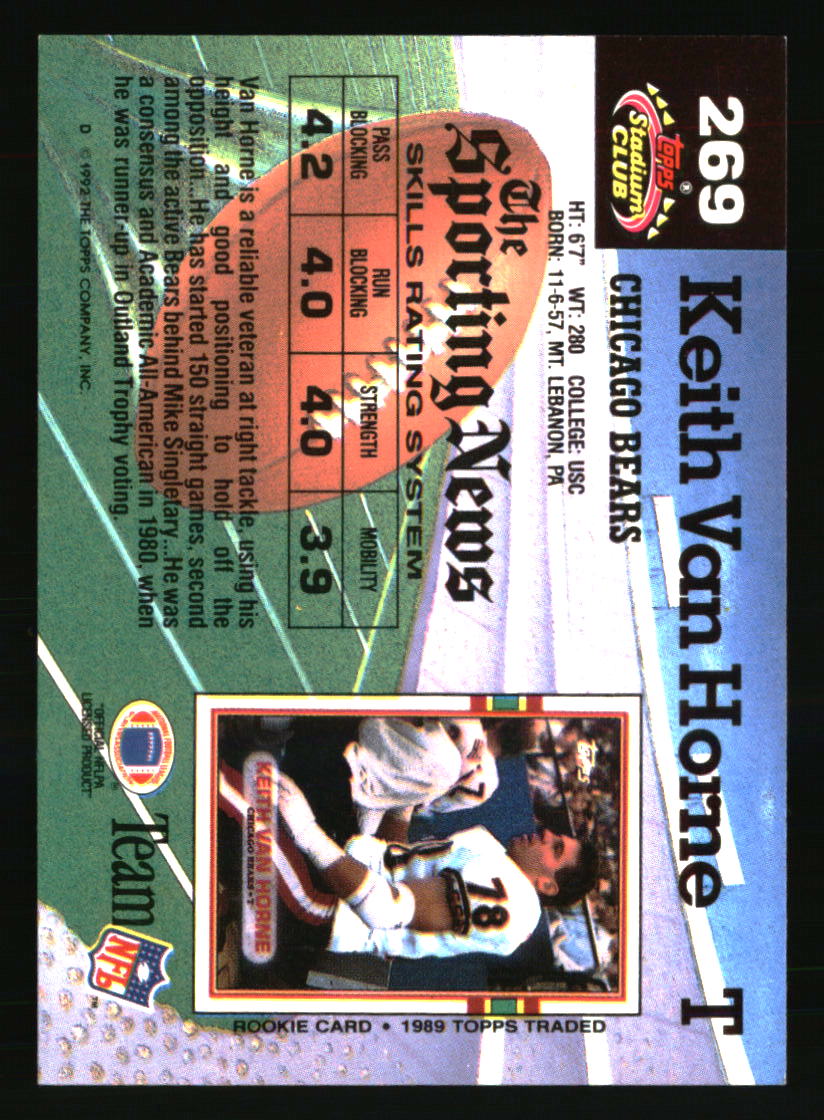 269
Topps®
Stadium
CLUB
Keith Van Horne T
CHICAGO BEARS
HT: 6'7" WT: 280 COLLEGE: USC
BORN: 11-6-57, MT. LEBANON, PA
The
Sporting News
SKILLS RATING SYSTEM
PASS BLOCKING RUN BLOCKING STRENGTH MOBILITY
4.2 4.0 4.0 3.9
Van Horne is a reliable veteran at right tackle, using his
height and good positioning to hold off the
opposition...He has started 150 straight games, second
among the active Bears behind Mike Singletary...He was
a consensus and Academic All-American in 1980, when
he was runner-up in Outland Trophy voting.
D © 1992 THE TOPPS COMPANY, INC.
Topps
78
KEITH VAN HORNE
CHICAGO BEARS • T
ROOKIE CARD • 1989 TOPPS TRADED
"OFFICIAL NFLPA
LICENSED PRODUCT"
®
Team
NFL
™